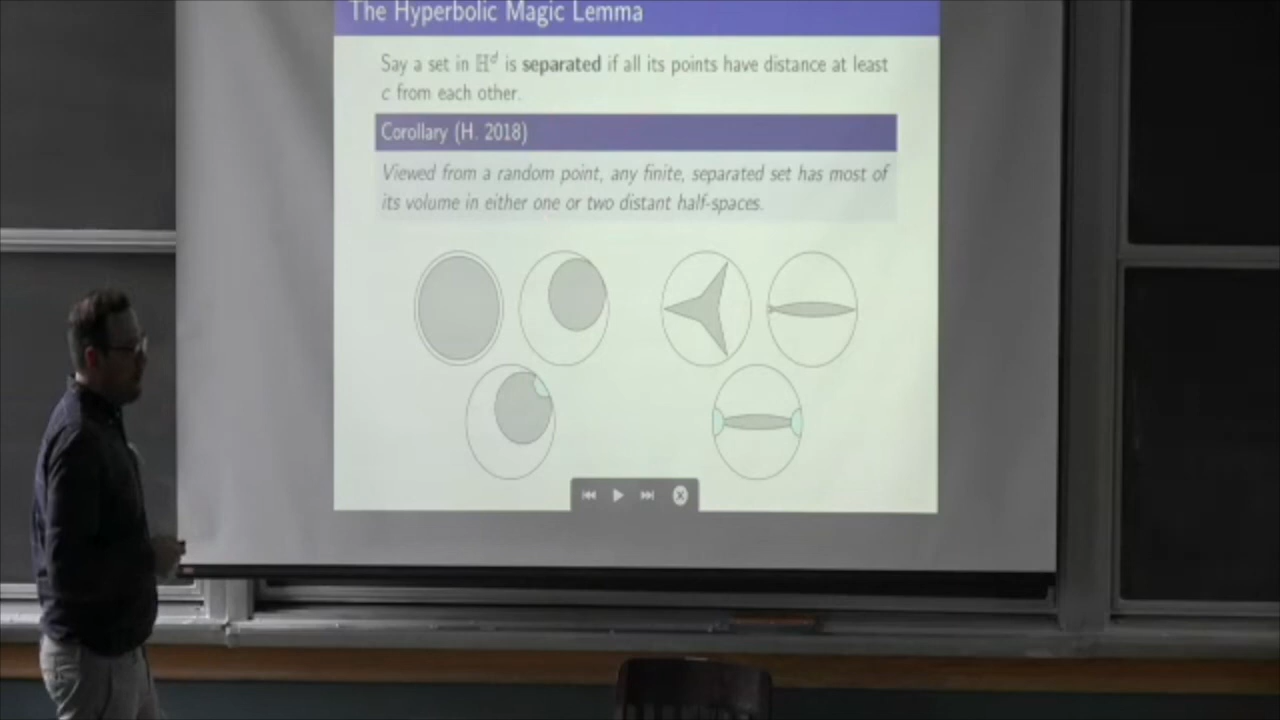 The Hyperbolic Magic Lemma
Say a set in ℍᵈ is separated if all its points have distance at least
c from each other.
Corollary (H. 2018)
Viewed from a random point, any finite, separated set has most of
its volume in either one or two distant half-spaces.